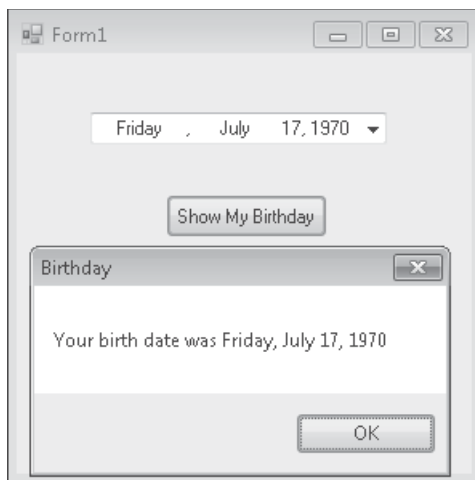 Form1
Friday , July 17, 1970
Show My Birthday
Birthday
Your birth date was Friday, July 17, 1970
OK